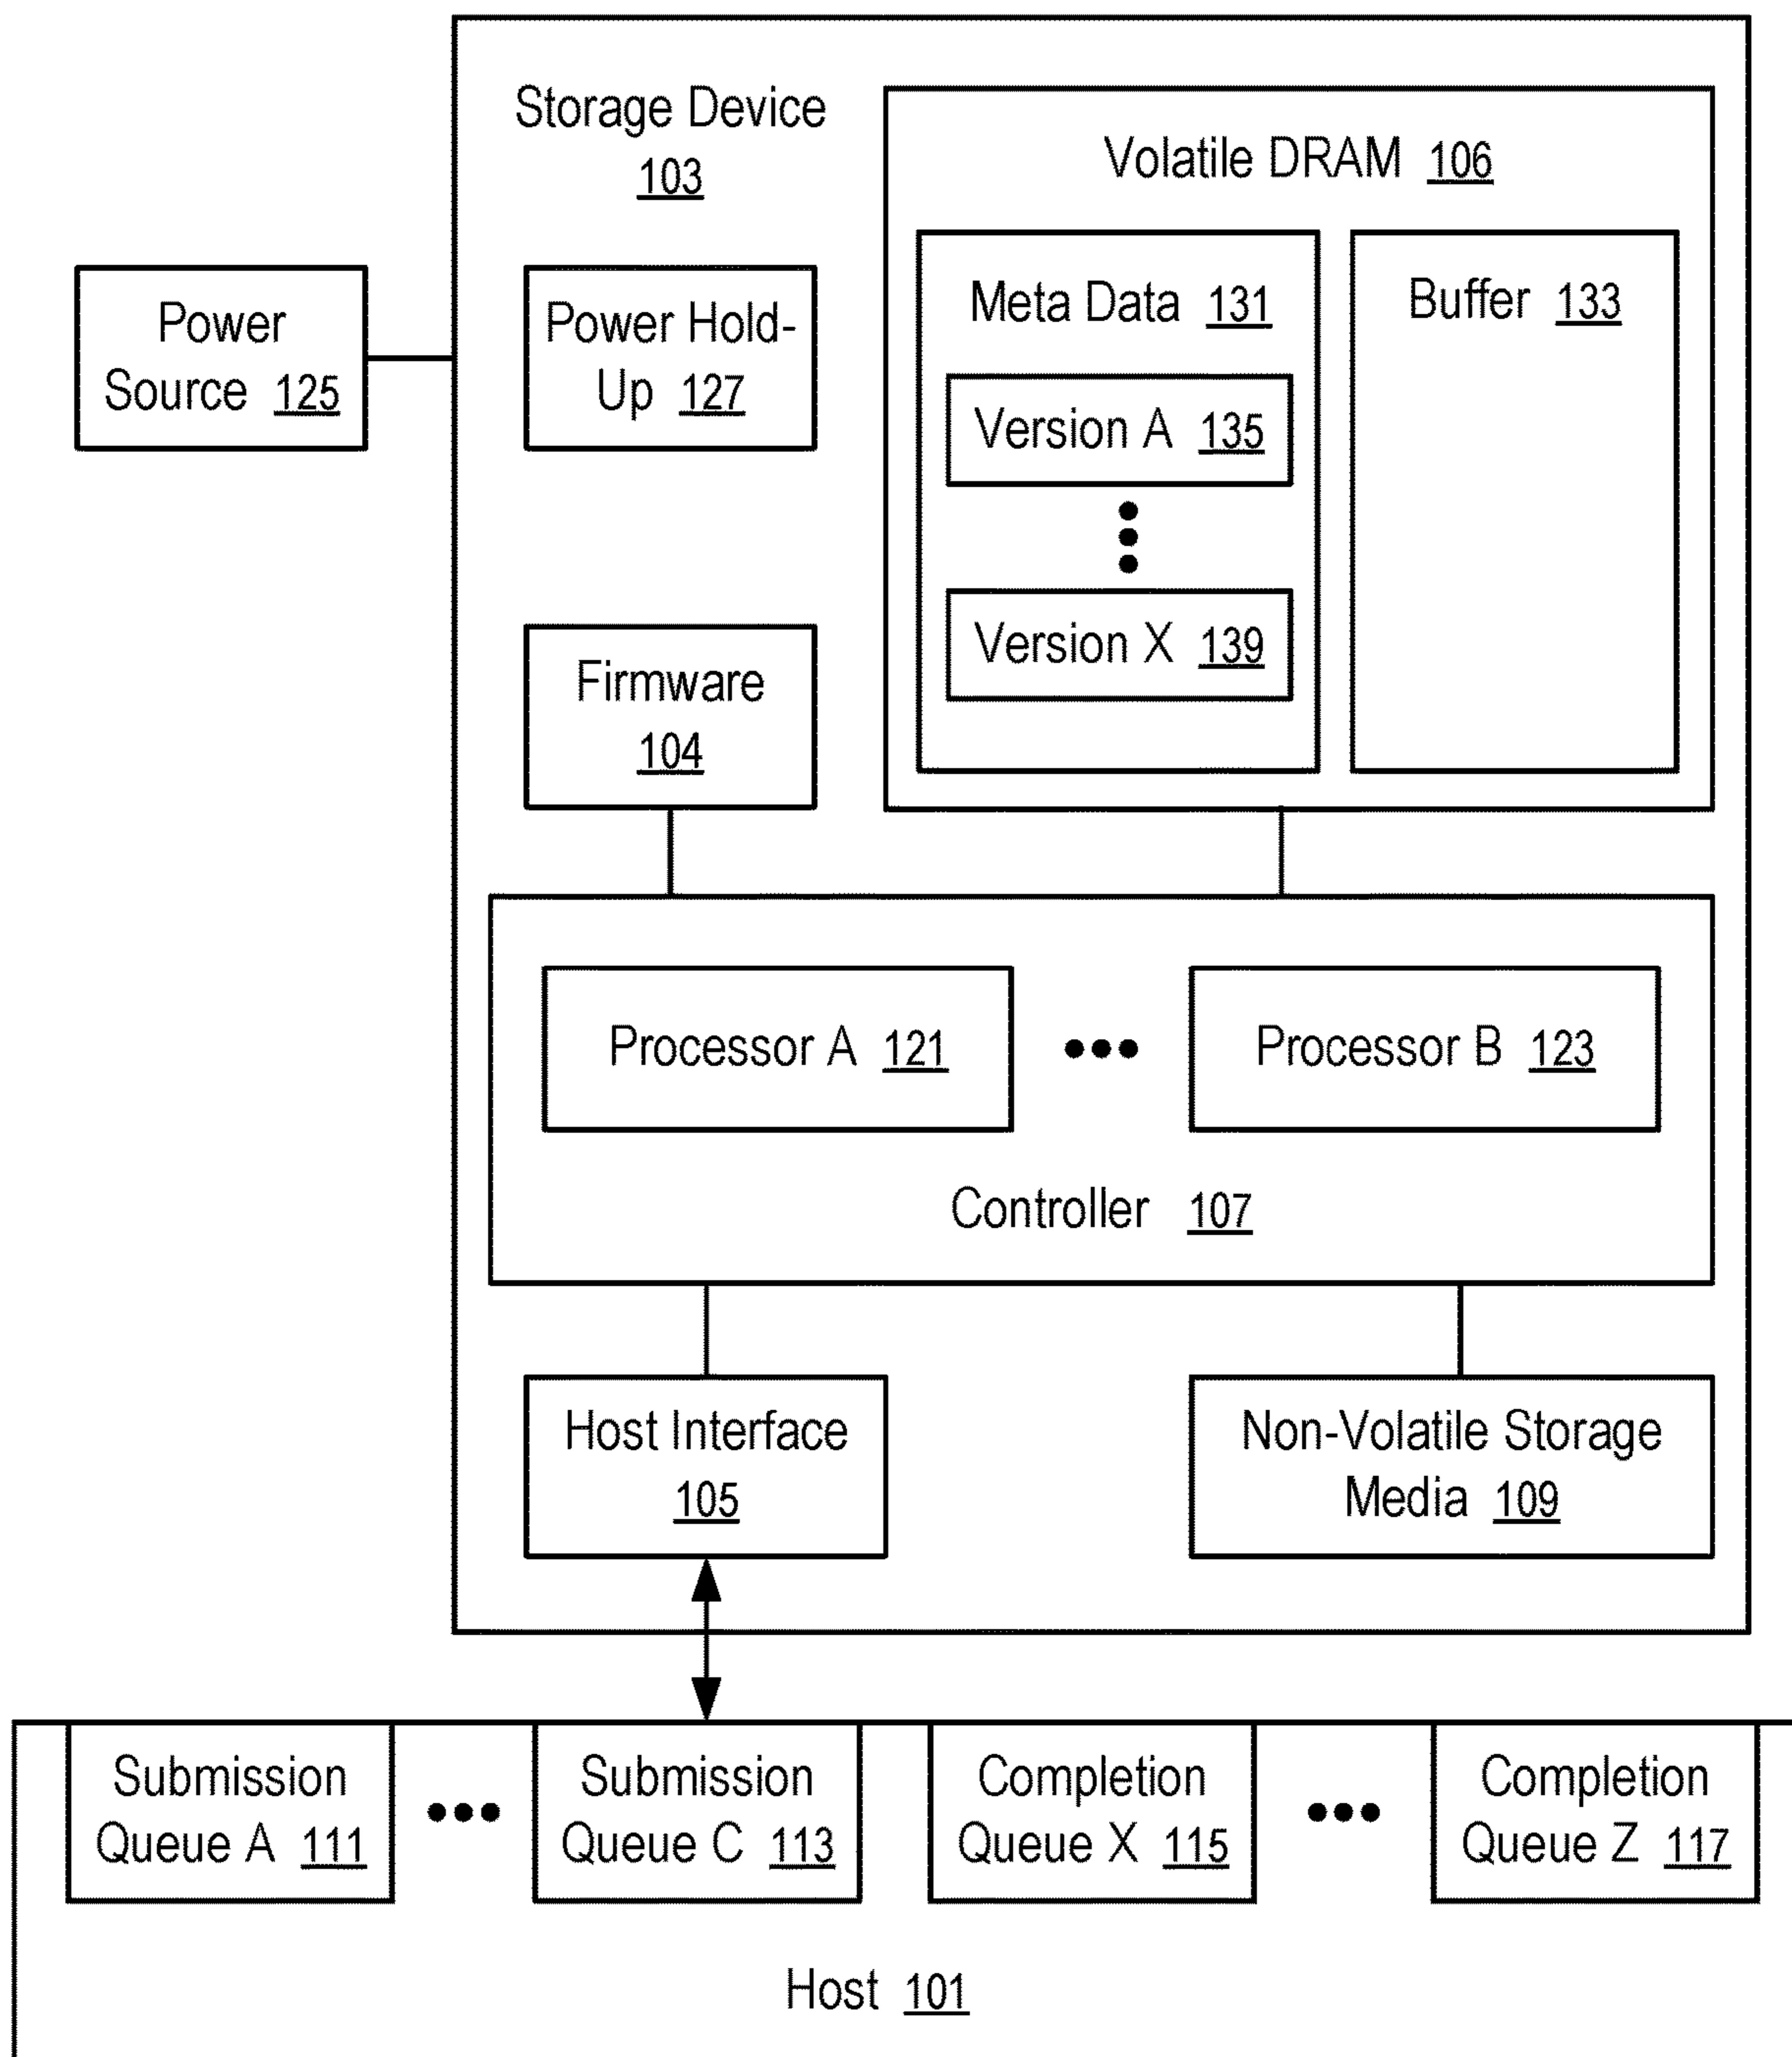 Storage Device
103
Volatile DRAM 106
Meta Data 131
Buffer 133
Version A 135
Version X 139
Power
Source 125
Power Hold-
Up 127
Firmware
104
Processor A 121
Processor B 123
Controller 107
Host Interface
105
Non-Volatile Storage
Media 109
Submission
Queue A 111
Submission
Queue C 113
Completion
Queue X 115
Completion
Queue Z 117
Host 101